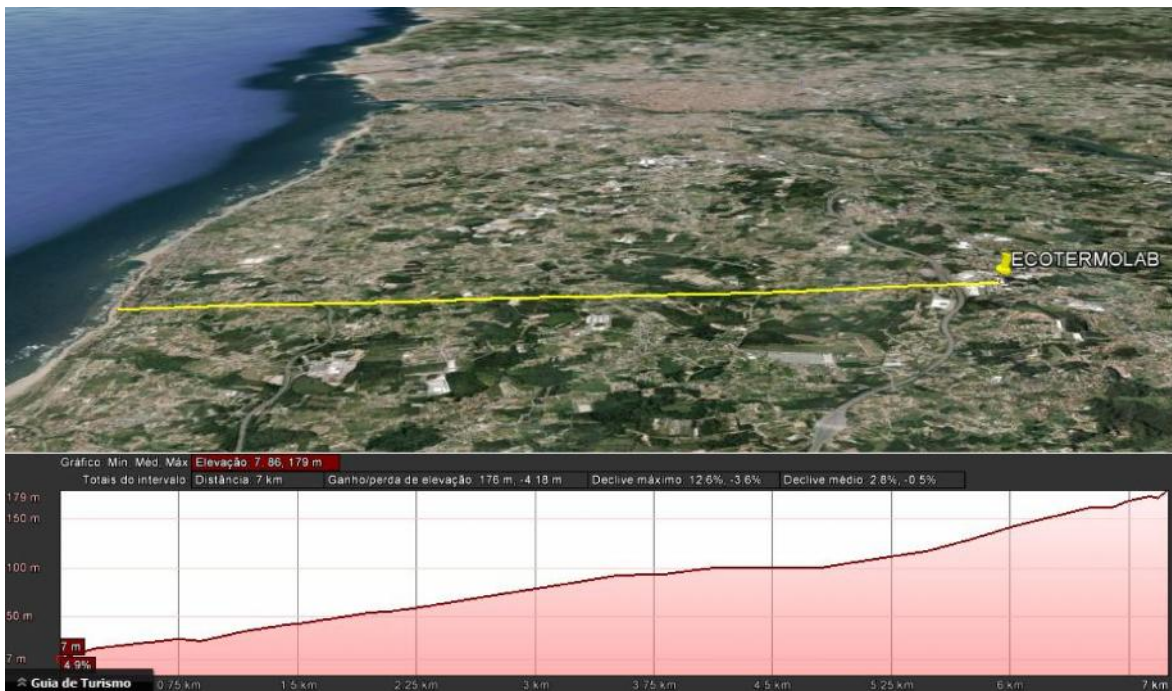 ECOTERMOLAB
Gráfico: Min, Méd, Máx Elevação: 7, 86, 179 m
Totais do intervalo: Distância: 7 km Ganho/perda de elevação: 176 m, -4.18 m Declive máximo: 12.6%, -3.6% Declive médio: 2.8%, -0.5%
179 m
150 m
100 m
50 m
7 m
7 m
4.9%
Guia de Turismo 0.75 km 1.5 km 2.25 km 3 km 3.75 km 4.5 km 5.25 km 6 km 7 km